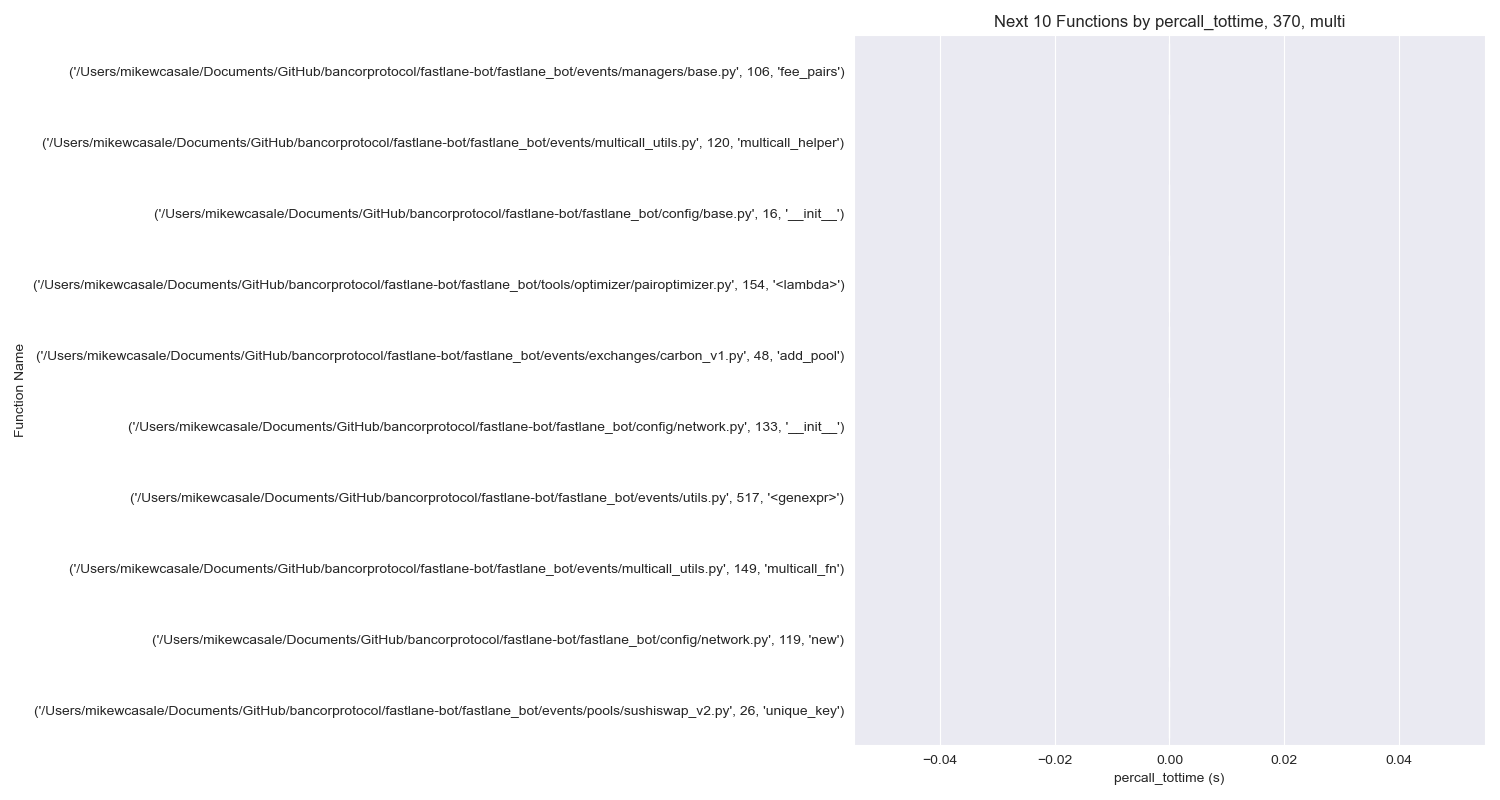 Next 10 Functions by percall_tottime, 370, multi
('/Users/mikewcasale/Documents/GitHub/bancorprotocol/fastlane-bot/fastlane_bot/events/managers/base.py', 106, 'fee_pairs')
('/Users/mikewcasale/Documents/GitHub/bancorprotocol/fastlane-bot/fastlane_bot/events/multicall_utils.py', 120, 'multicall_helper')
('/Users/mikewcasale/Documents/GitHub/bancorprotocol/fastlane-bot/fastlane_bot/config/base.py', 16, '__init__')
('/Users/mikewcasale/Documents/GitHub/bancorprotocol/fastlane-bot/fastlane_bot/tools/optimizer/pairoptimizer.py', 154, '<lambda>')
('/Users/mikewcasale/Documents/GitHub/bancorprotocol/fastlane-bot/fastlane_bot/events/exchanges/carbon_v1.py', 48, 'add_pool')
('/Users/mikewcasale/Documents/GitHub/bancorprotocol/fastlane-bot/fastlane_bot/config/network.py', 133, '__init__')
('/Users/mikewcasale/Documents/GitHub/bancorprotocol/fastlane-bot/fastlane_bot/events/utils.py', 517, '<genexpr>')
('/Users/mikewcasale/Documents/GitHub/bancorprotocol/fastlane-bot/fastlane_bot/events/multicall_utils.py', 149, 'multicall_fn')
('/Users/mikewcasale/Documents/GitHub/bancorprotocol/fastlane-bot/fastlane_bot/config/network.py', 119, 'new')
('/Users/mikewcasale/Documents/GitHub/bancorprotocol/fastlane-bot/fastlane_bot/events/pools/sushiswap_v2.py', 26, 'unique_key')
Function Name
−0.04 −0.02 0.00 0.02 0.04
percall_tottime (s)